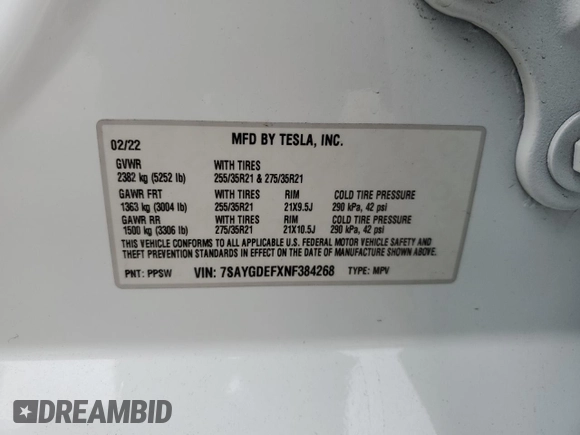 02/22 MFD BY TESLA, INC.
GVWR WITH TIRES
2382 kg (5252 lb) 255/35R21 & 275/35R21
GAWR FRT WITH TIRES RIM COLD TIRE PRESSURE
1363 kg (3004 lb) 255/35R21 21X9.5J 290 kPa, 42 psi
GAWR RR WITH TIRES RIM COLD TIRE PRESSURE
1500 kg (3306 lb) 275/35R21 21X10.5J 290 kPa, 42 psi
THIS VEHICLE CONFORMS TO ALL APPLICABLE U.S. FEDERAL MOTOR VEHICLE SAFETY AND
THEFT PREVENTION STANDARDS IN EFFECT ON THE DATE OF MANUFACTURE SHOWN ABOVE.
PNT: PPSW VIN: 7SAYGDEFXNF384268 TYPE: MPV
DREAMBID